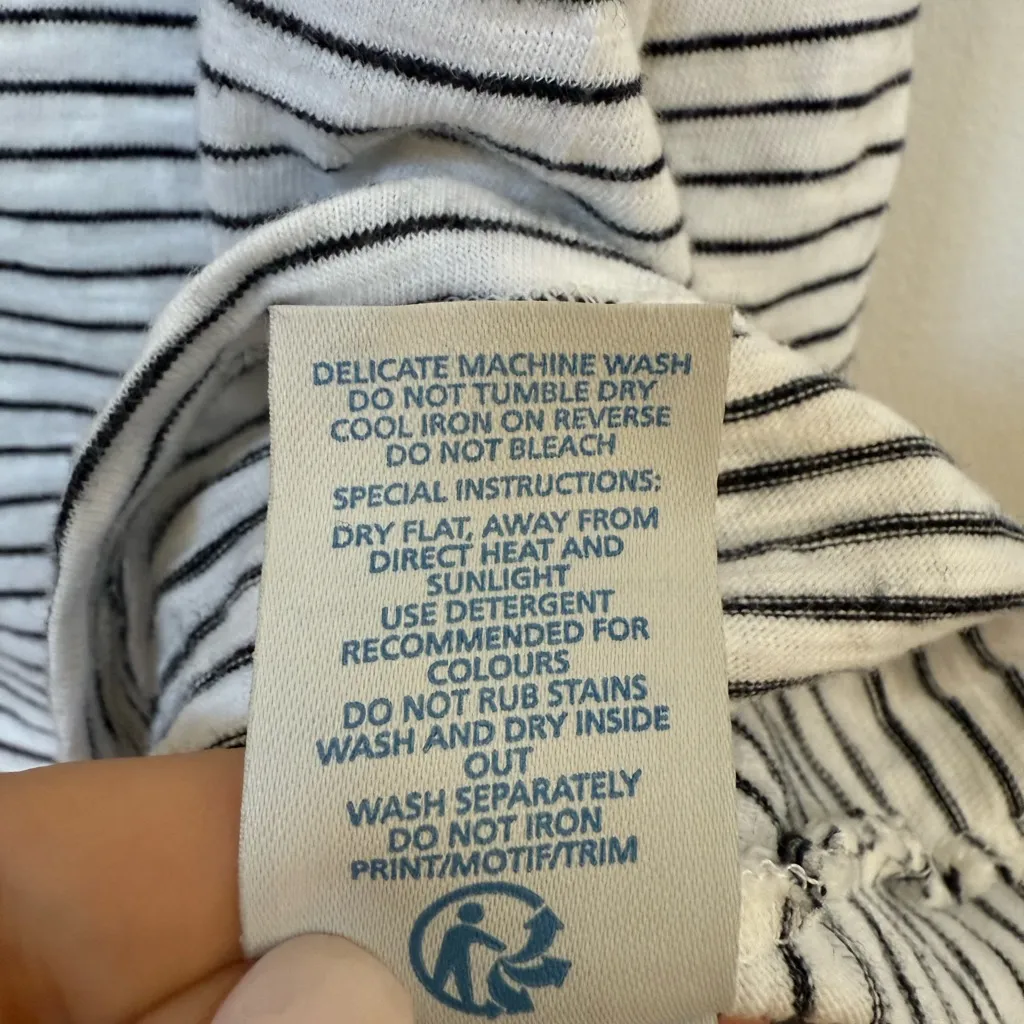 DELICATE MACHINE WASH
DO NOT TUMBLE DRY
COOL IRON ON REVERSE
DO NOT BLEACH
SPECIAL INSTRUCTIONS:
DRY FLAT, AWAY FROM
DIRECT HEAT AND
SUNLIGHT
USE DETERGENT
RECOMMENDED FOR
COLOURS
DO NOT RUB STAINS
WASH AND DRY INSIDE
OUT
WASH SEPARATELY
DO NOT IRON
PRINT/MOTIF/TRIM